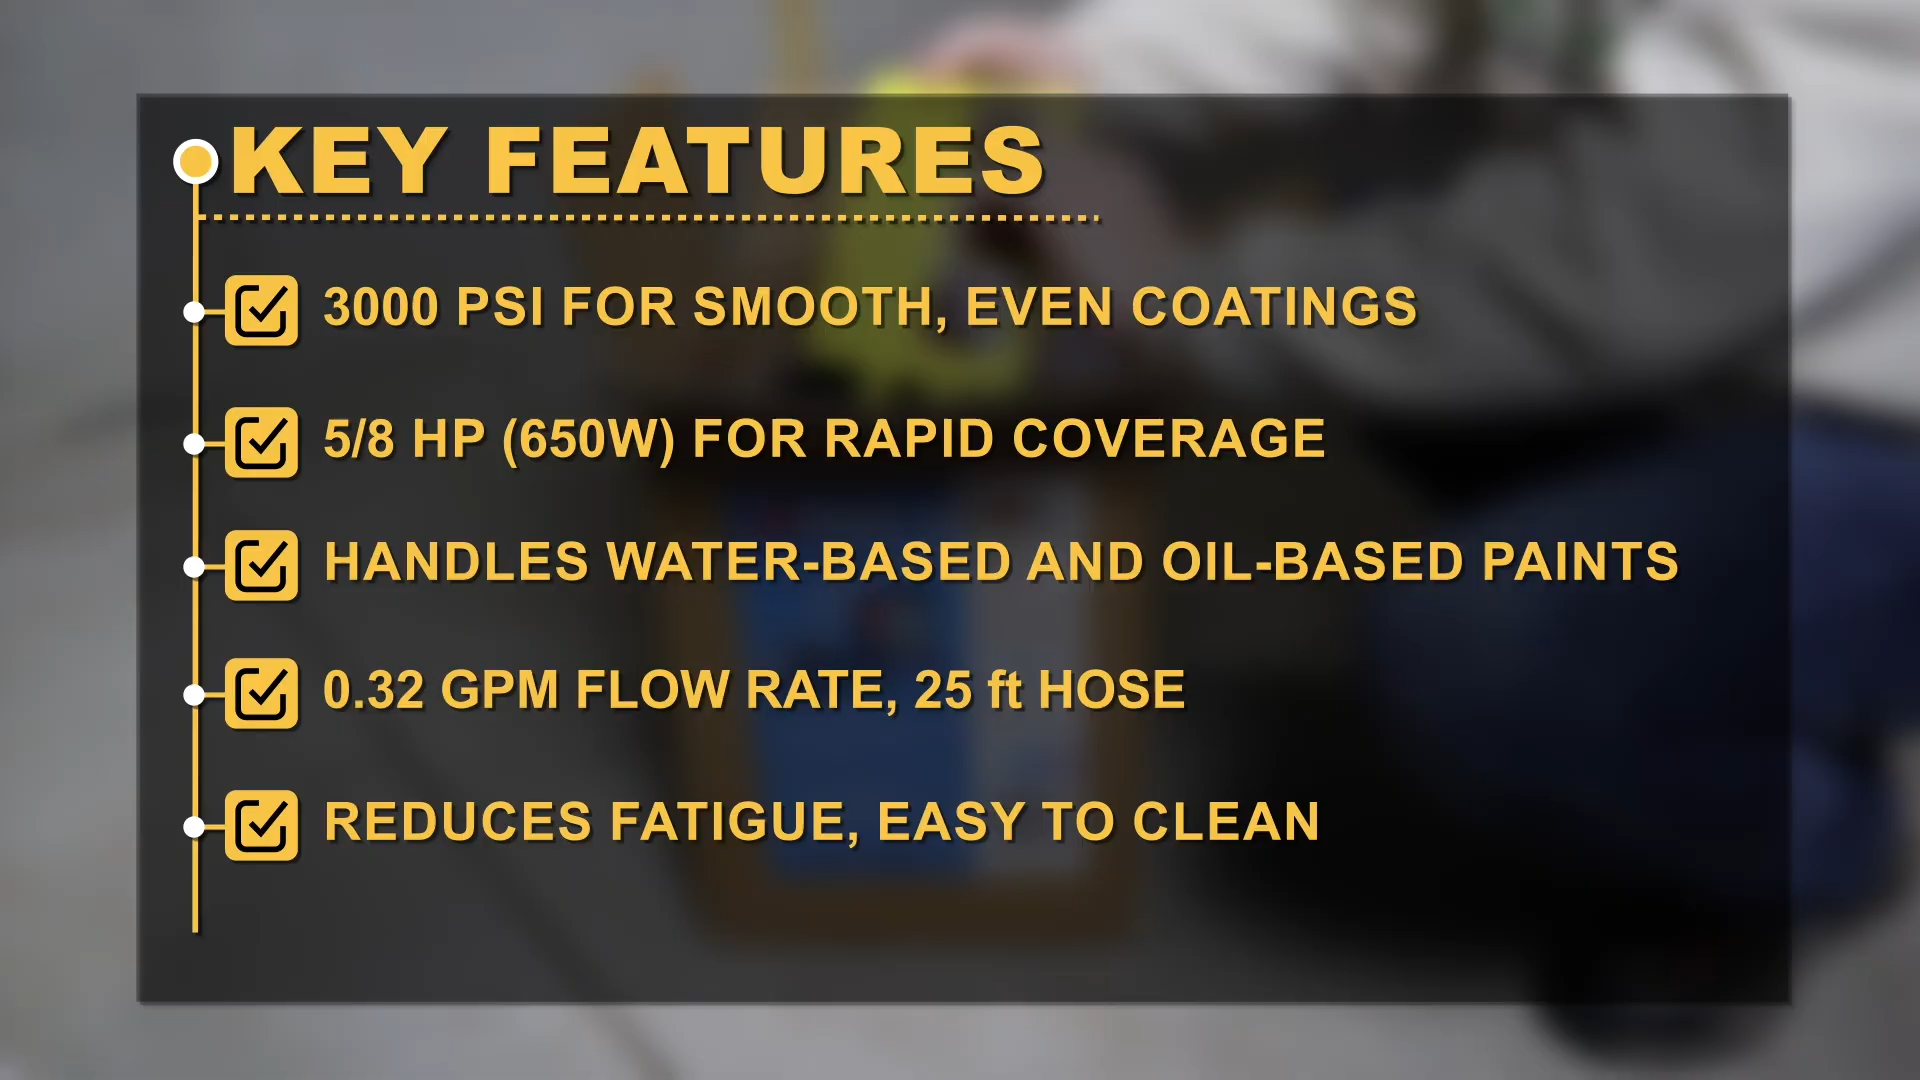 KEY FEATURES
3000 PSI FOR SMOOTH, EVEN COATINGS
5/8 HP (650W) FOR RAPID COVERAGE
HANDLES WATER-BASED AND OIL-BASED PAINTS
0.32 GPM FLOW RATE, 25 ft HOSE
REDUCES FATIGUE, EASY TO CLEAN